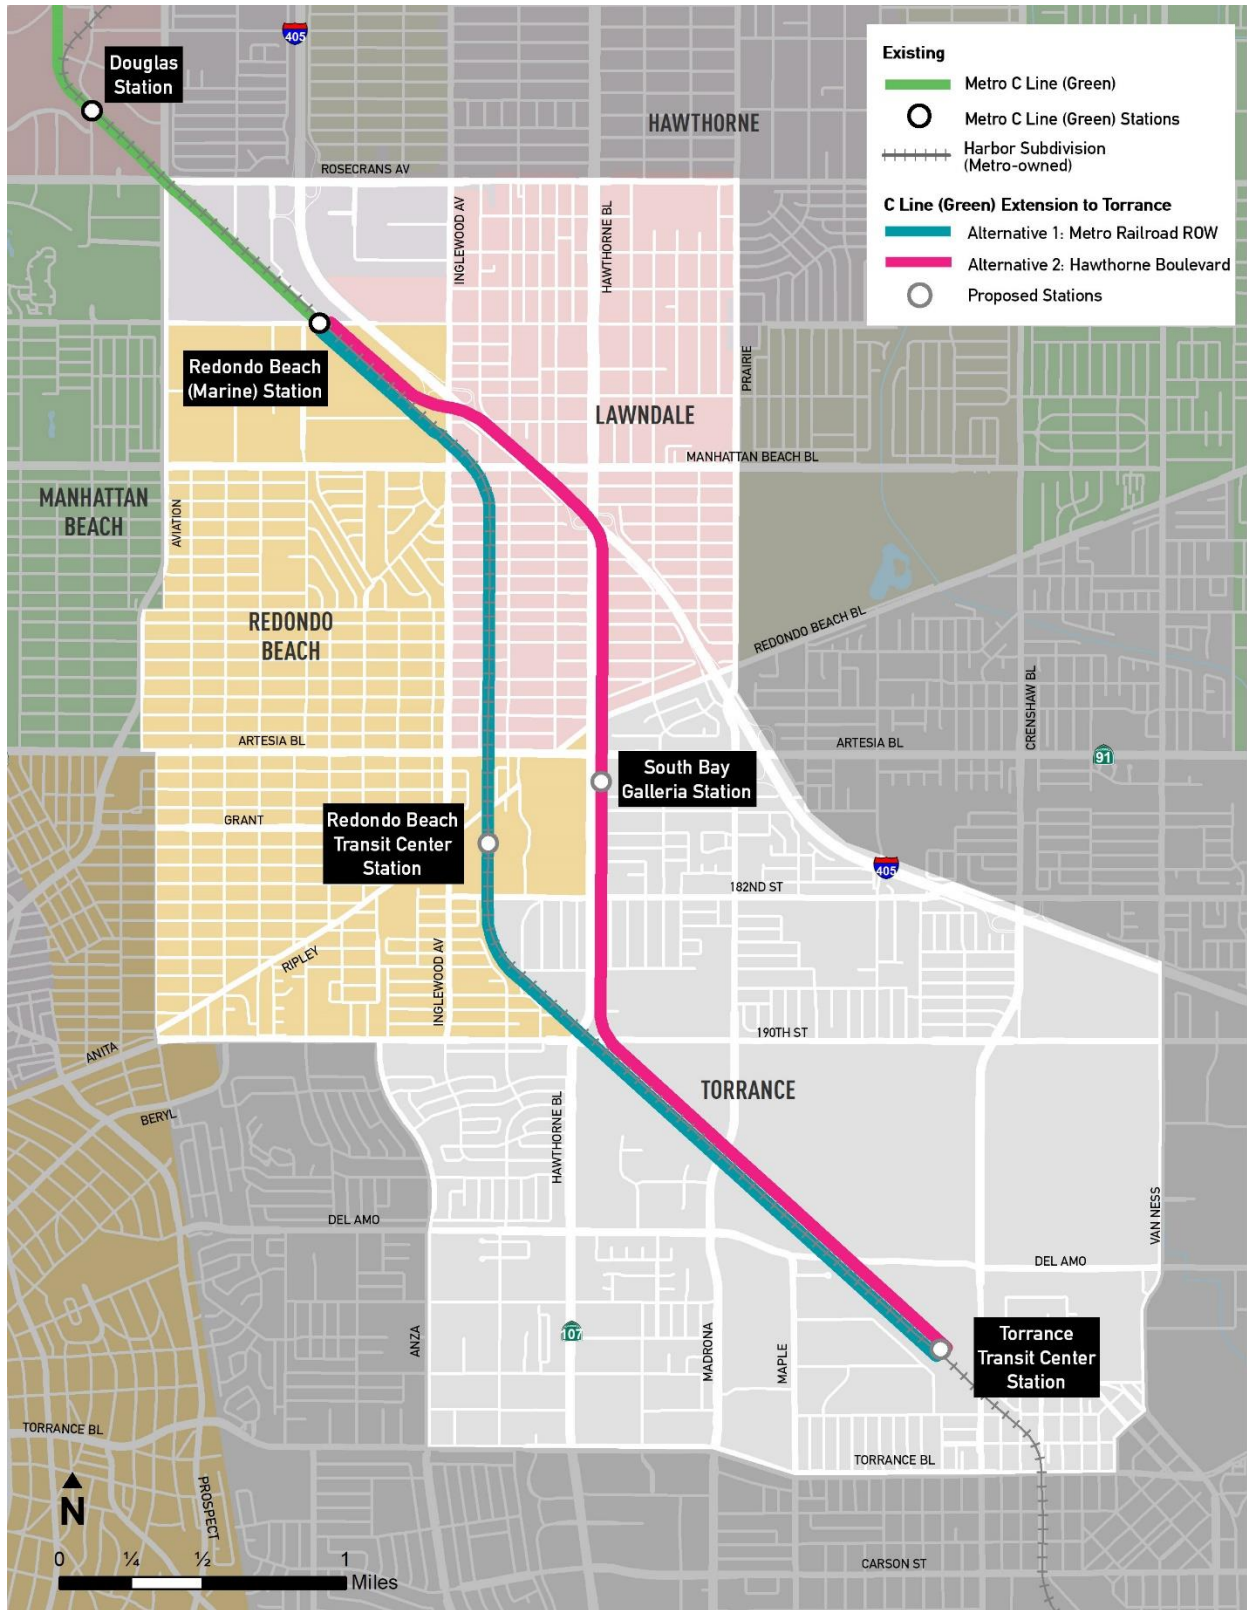 405
Douglas
Station
Existing
Metro C Line (Green)
Metro C Line (Green) Stations
Harbor Subdivision
(Metro-owned)
C Line (Green) Extension to Torrance
Alternative 1: Metro Railroad ROW
Alternative 2: Hawthorne Boulevard
Proposed Stations
HAWTHORNE
ROSECRANS AV
INGLEWOOD AV
HAWTHORNE BL
PRAIRIE
Redondo Beach
(Marine) Station
LAWNDALE
MANHATTAN BEACH BL
MANHATTAN
BEACH
AVIATION
REDONDO
BEACH
REDONDO BEACH BL
CRENSHAW BL
ARTESIA BL
ARTESIA BL
91
South Bay
Galleria Station
GRANT
Redondo Beach
Transit Center
Station
405
182ND ST
RIPLEY
INGLEWOOD AV
190TH ST
ANITA
BERYL
TORRANCE
HAWTHORNE BL
DEL AMO
VAN NESS
DEL AMO
ANZA
107
MADRONA
MAPLE
Torrance
Transit Center
Station
TORRANCE BL
TORRANCE BL
PROSPECT
N
0 ¼ ½ 1
Miles
CARSON ST